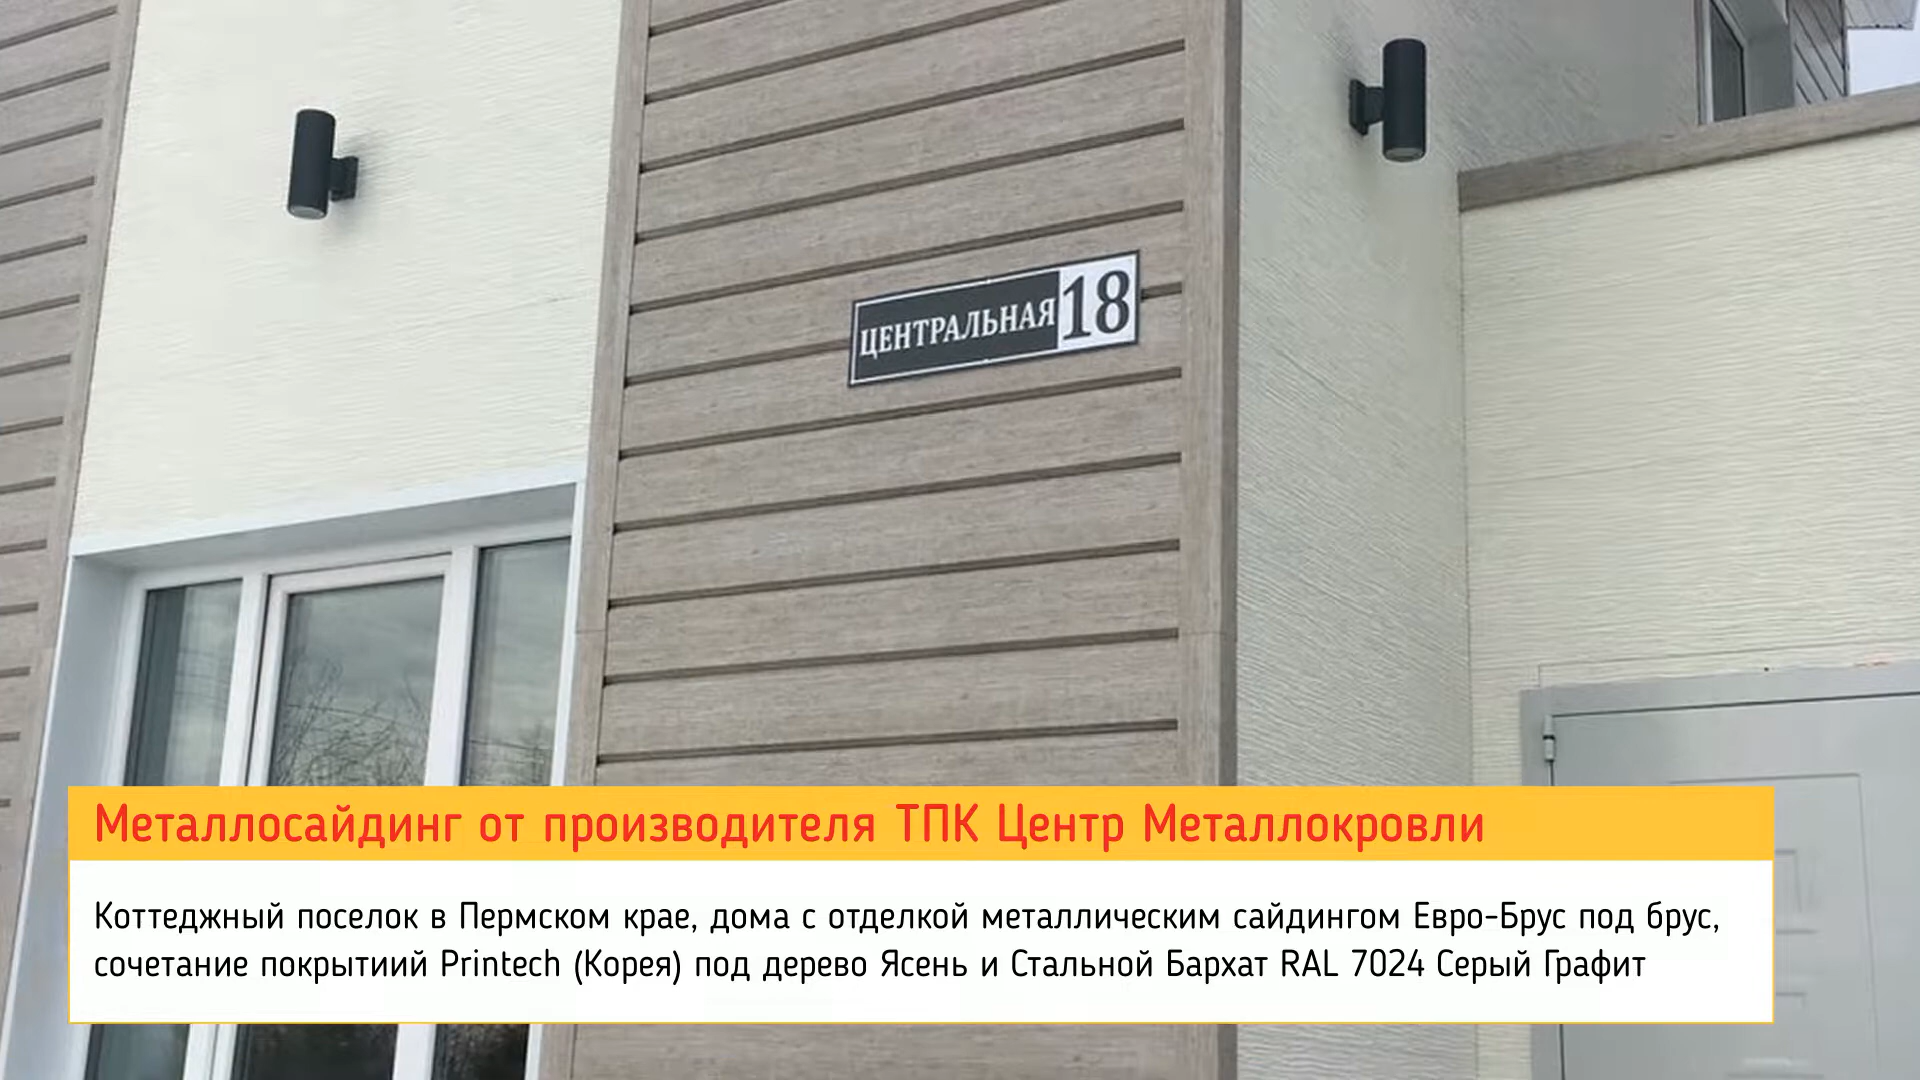 ЦЕНТРАЛЬНАЯ 18
Металлосайдинг от производителя ТПК Центр Металлокровли
Коттеджный поселок в Пермском крае, дома с отделкой металлическим сайдингом Евро-Брус под брус,
сочетание покрытиий Printech (Корея) под дерево Ясень и Стальной Бархат RAL 7024 Серый Графит